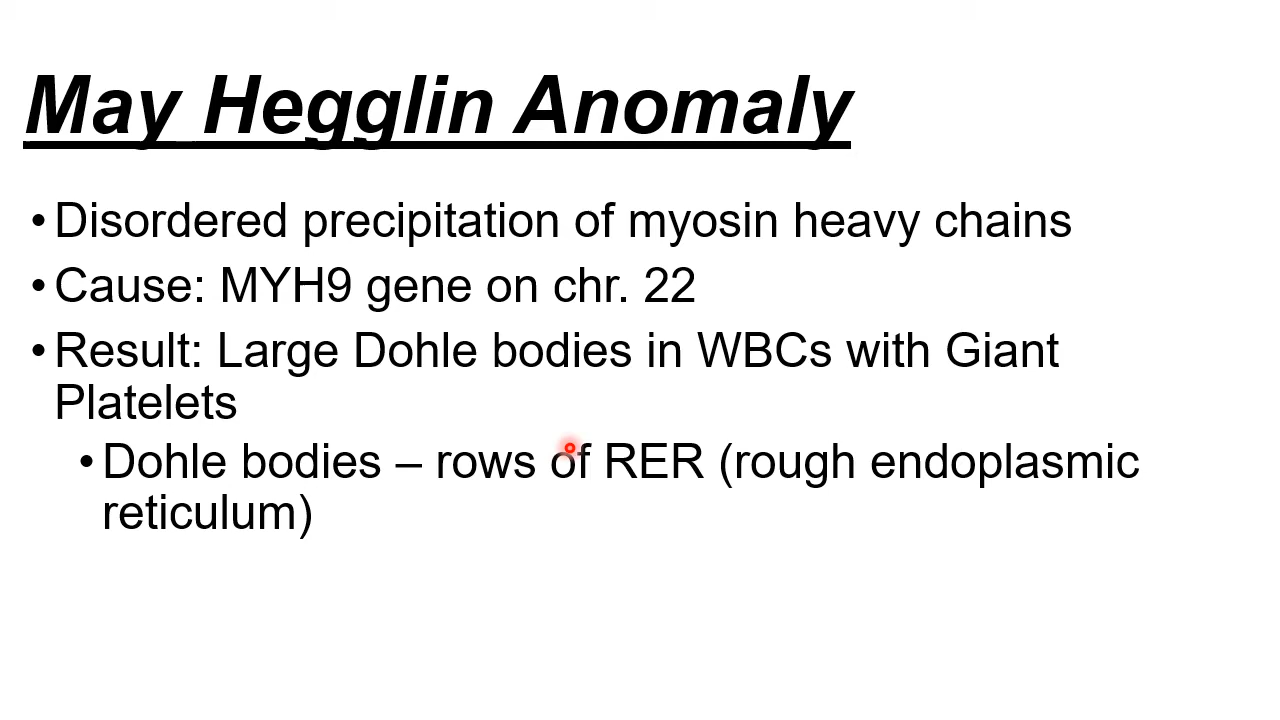 May Hegglin Anomaly
•Disordered precipitation of myosin heavy chains
•Cause: MYH9 gene on chr. 22
•Result: Large Dohle bodies in WBCs with Giant
Platelets
•Dohle bodies – rows of RER (rough endoplasmic
reticulum)